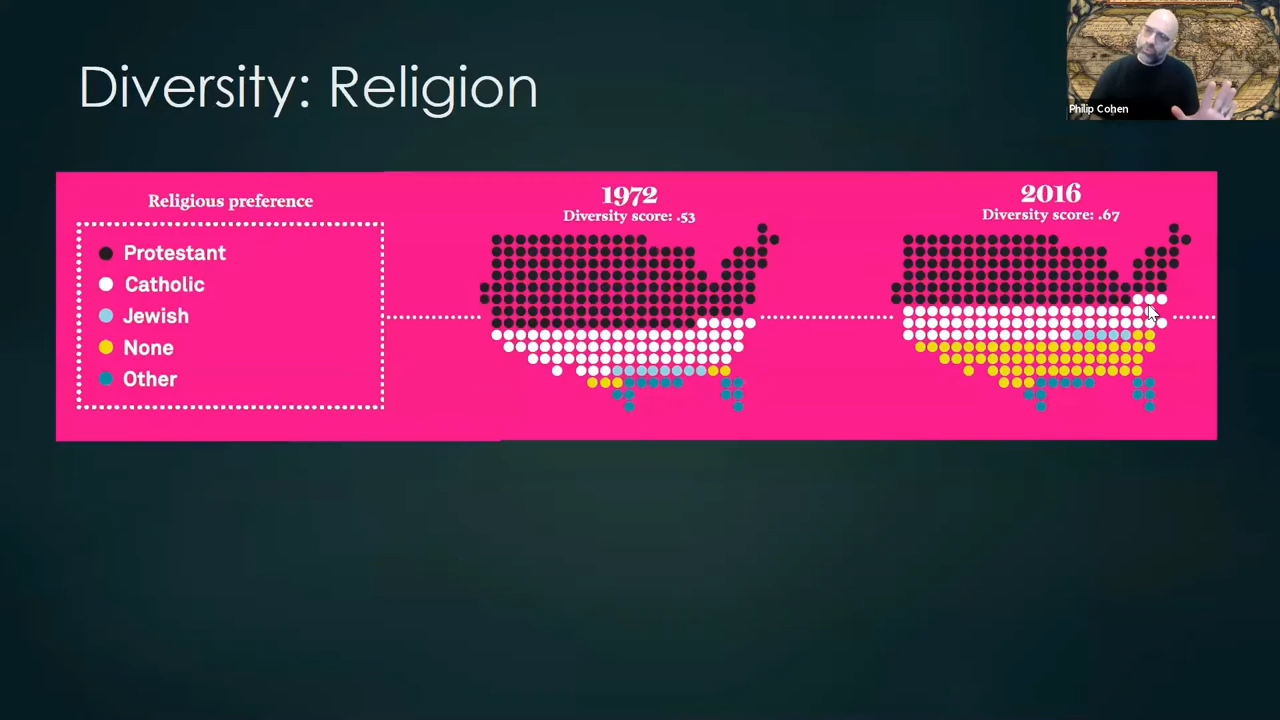 Diversity: Religion
Philip Cohen
Religious preference
Protestant
Catholic
Jewish
None
Other
1972
Diversity score: .53
2016
Diversity score: .67